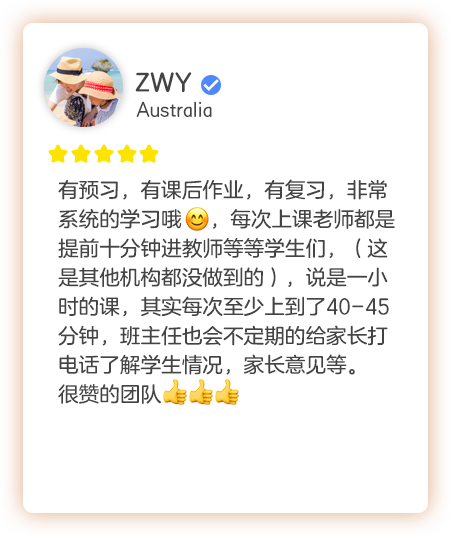 ZWY
Australia
有预习，有课后作业，有复习，非常
系统的学习哦😊，每次上课老师都是
提前十分钟进教师等等学生们，（这
是其他机构都没做到的），说是一小
时的课，其实每次至少上到了40-45
分钟，班主任也会不定期的给家长打
电话了解学生情况，家长意见等。
很赞的团队👍👍👍